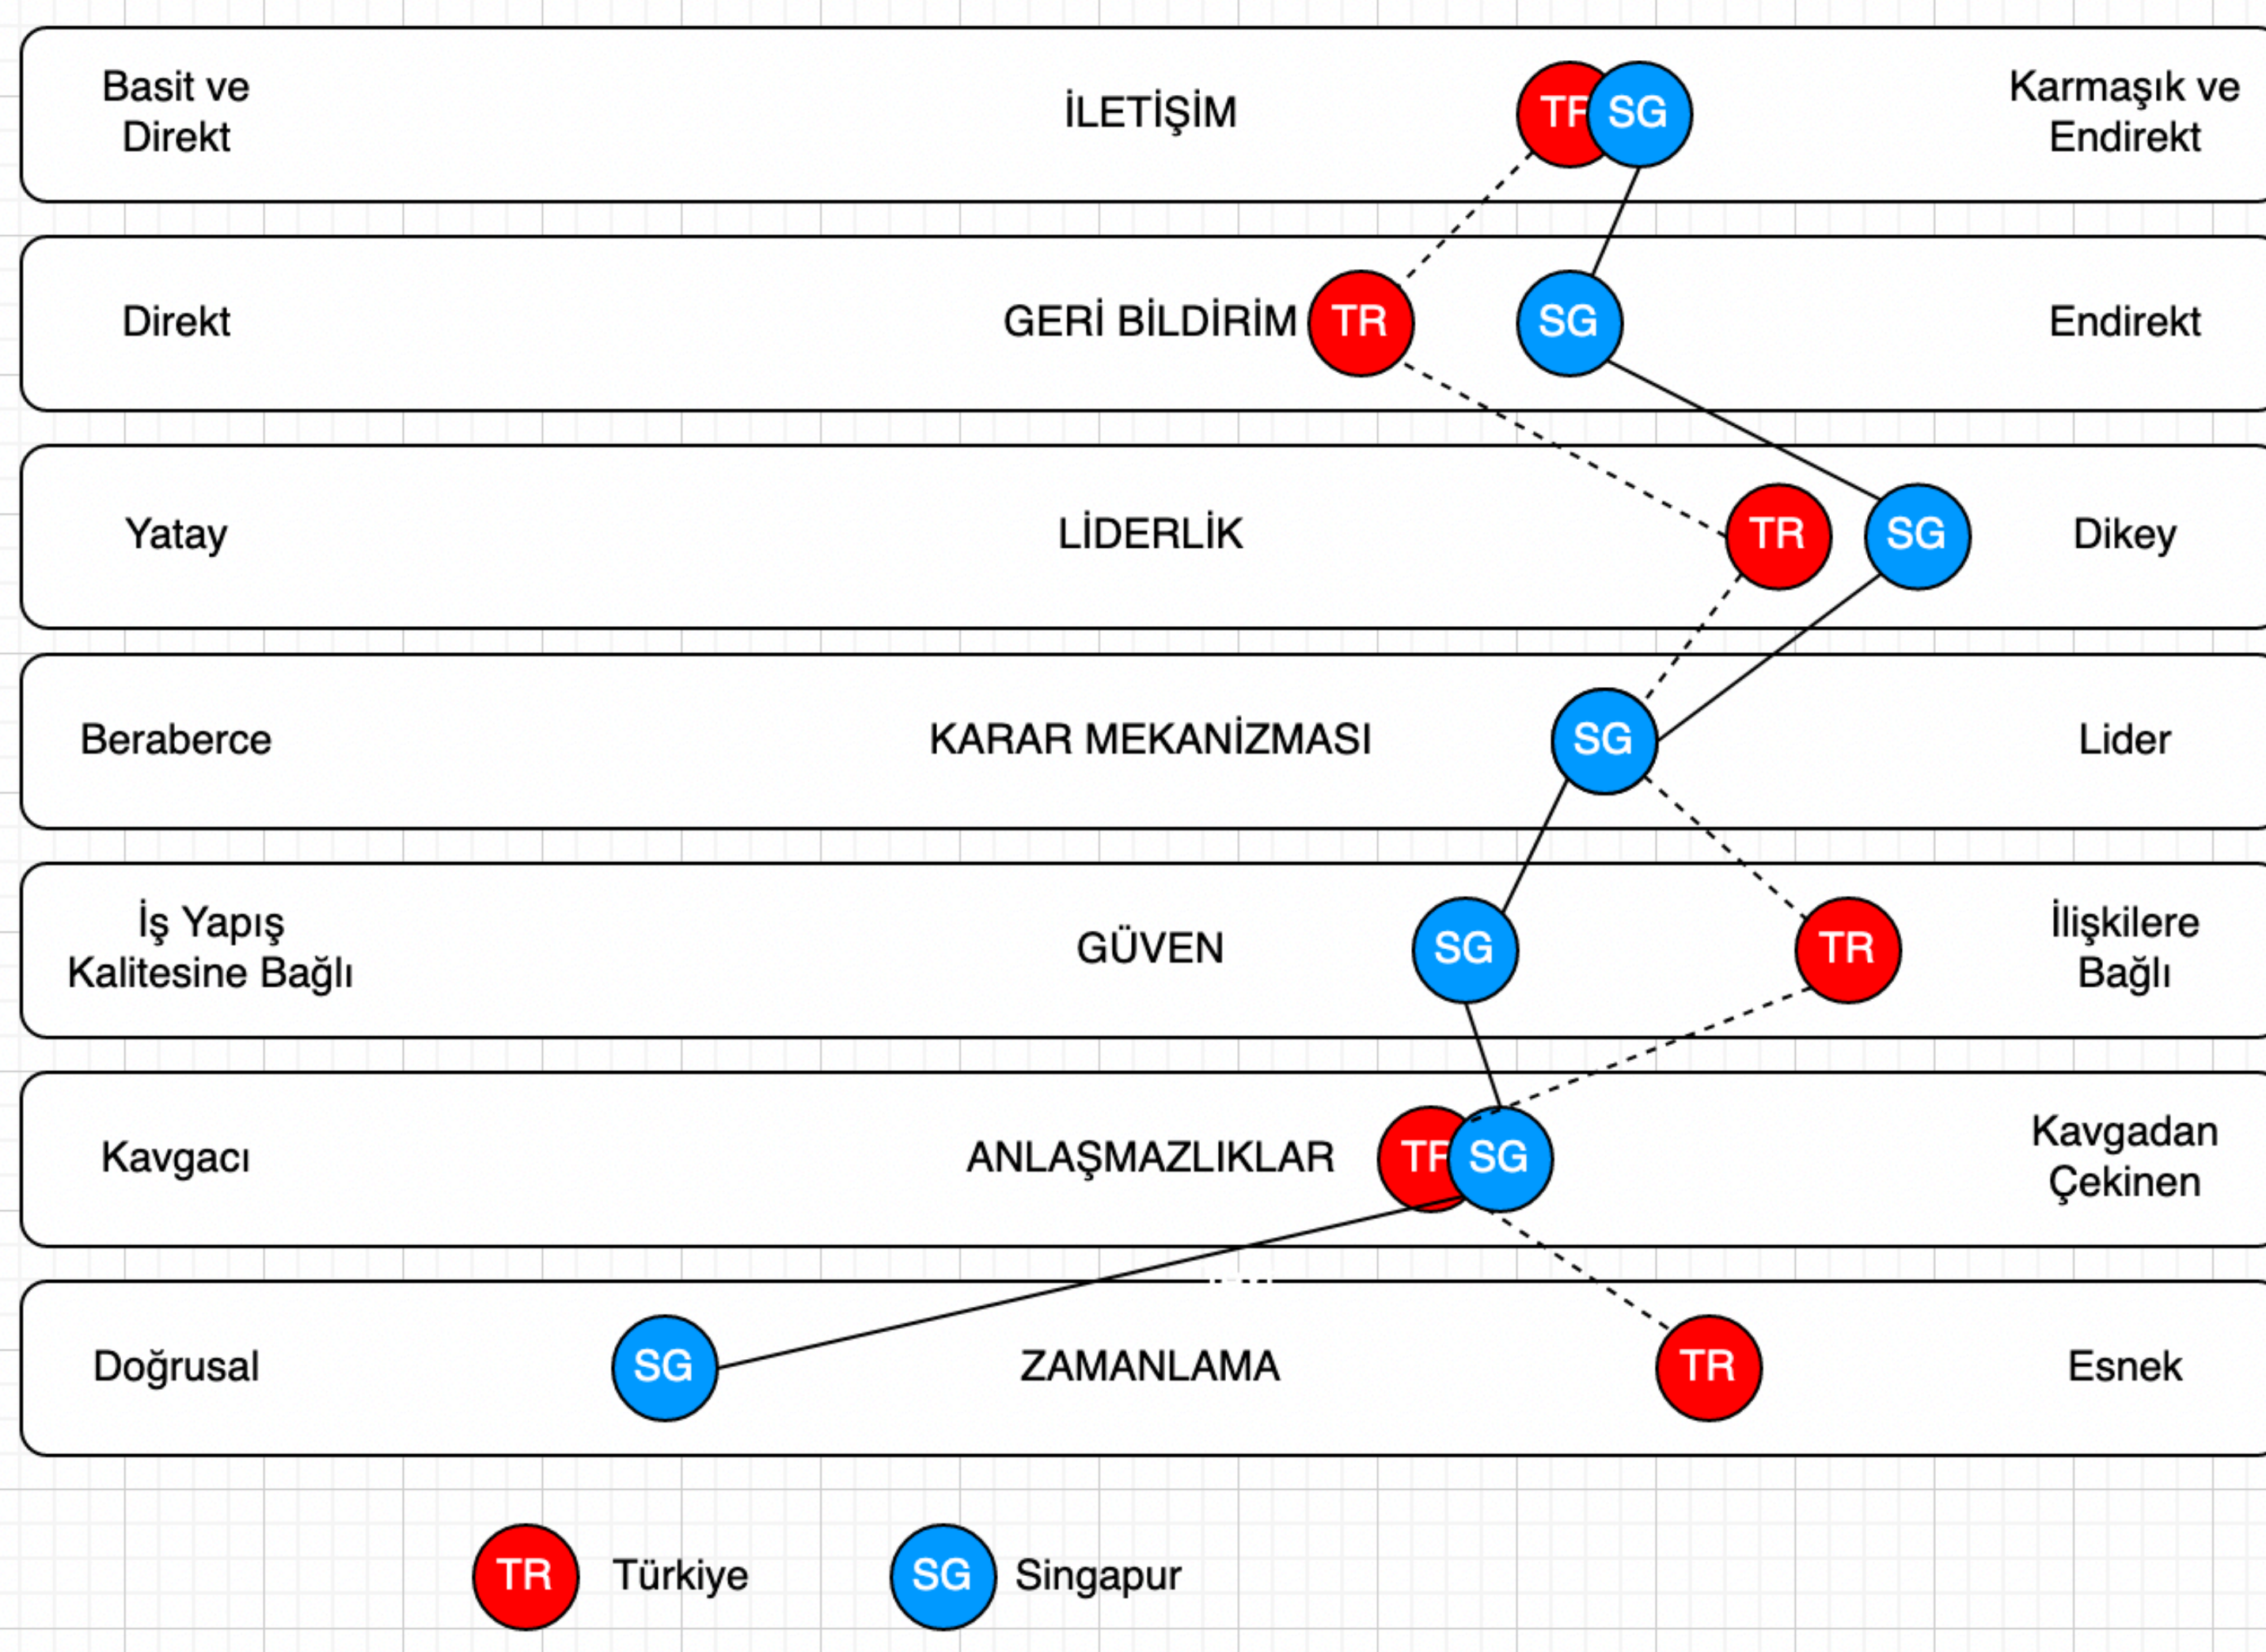 Basit ve
Direkt
İLETİŞİM
TR
SG
Karmaşık ve
Endirekt
Direkt
GERİ BİLDİRİM
TR
SG
Endirekt
Yatay
LİDERLİK
TR
SG
Dikey
Beraberce
KARAR MEKANİZMASI
SG
Lider
İş Yapış
Kalitesine Bağlı
GÜVEN
SG
TR
İlişkilere
Bağlı
Kavgacı
ANLAŞMAZLIKLAR
TR
SG
Kavgadan
Çekinen
Doğrusal
SG
ZAMANLAMA
TR
Esnek
TR Türkiye
SG Singapur